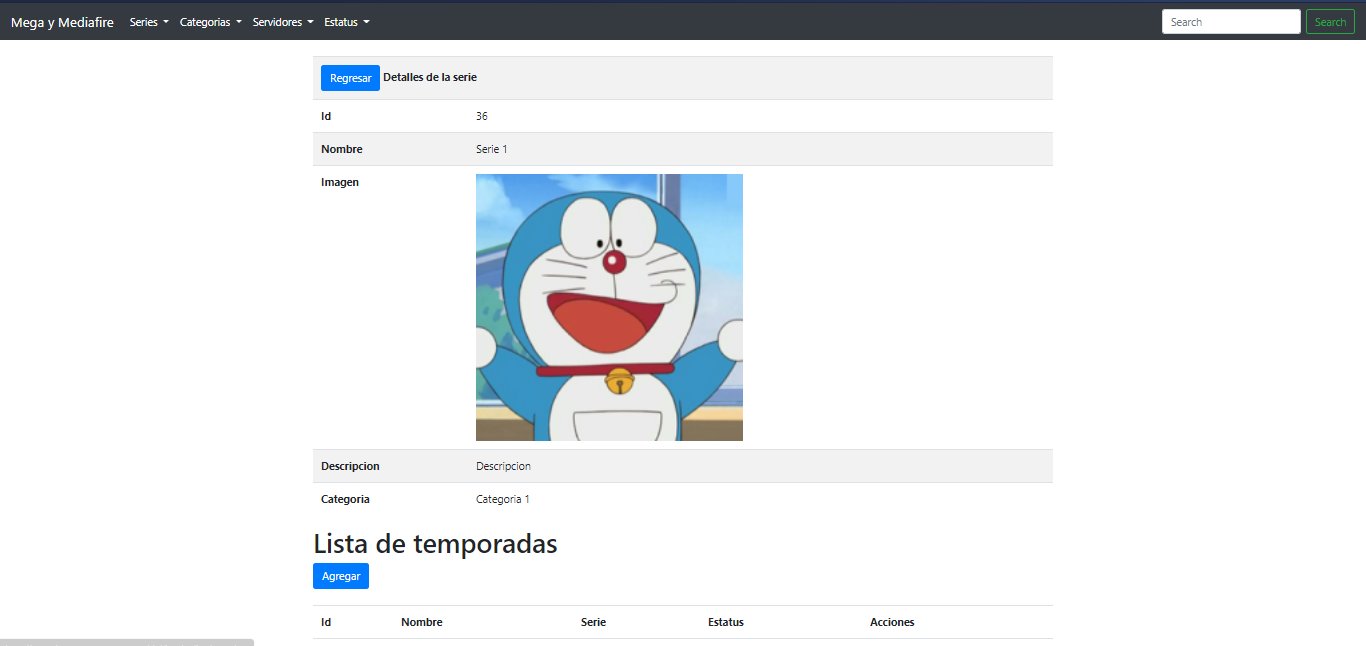 Mega y Mediafire Series Categorias Servidores Estatus Search Search
Regresar Detalles de la serie
Id 36
Nombre Serie 1
Imagen
Descripcion Descripcion
Categoria Categoria 1
Lista de temporadas
Agregar
Id Nombre Serie Estatus Acciones